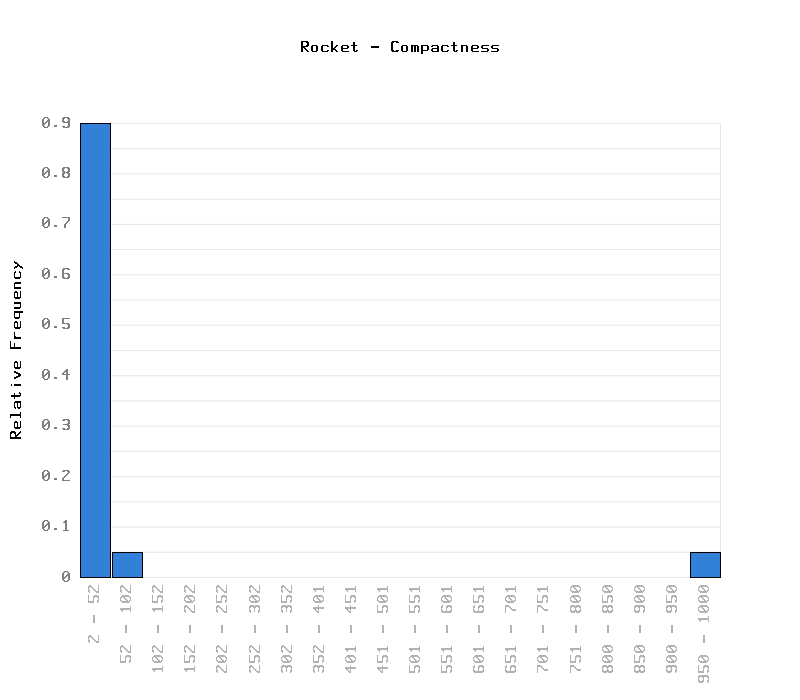 Rocket - Compactness
Relative Frequency
0.9
0.8
0.7
0.6
0.5
0.4
0.3
0.2
0.1
0
2 - 52
52 - 102
102 - 152
152 - 202
202 - 252
252 - 302
302 - 352
352 - 401
401 - 451
451 - 501
501 - 551
551 - 601
601 - 651
651 - 701
701 - 751
751 - 800
800 - 850
850 - 900
900 - 950
950 - 1000